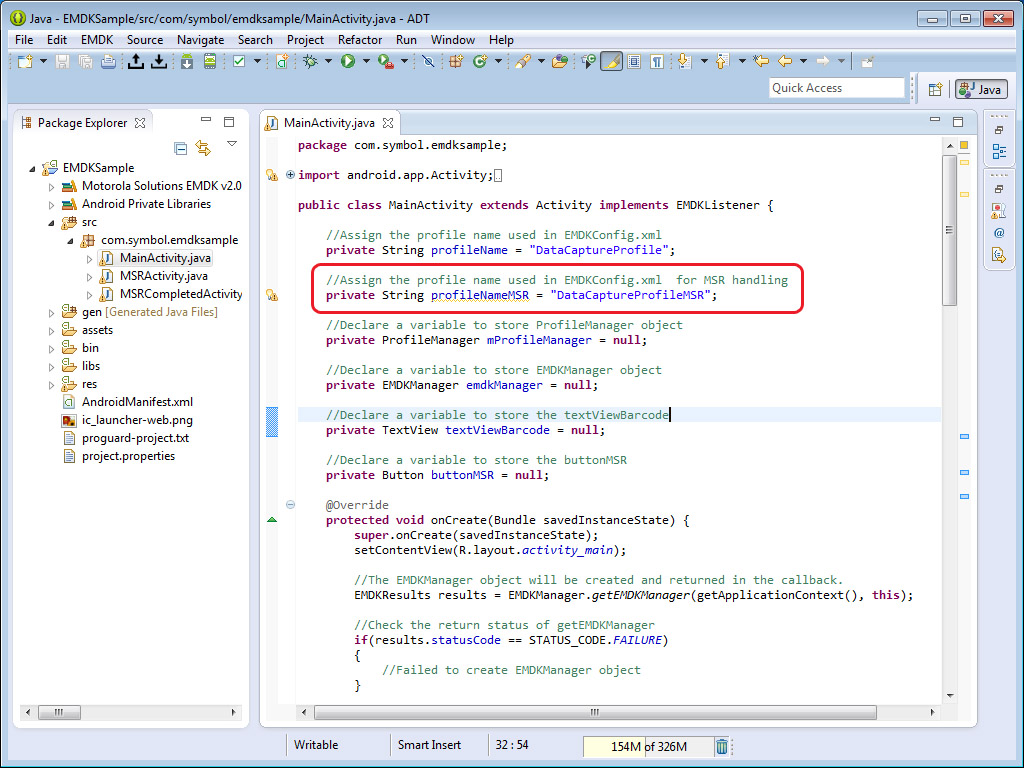 Java - EMDKSample/src/com/symbol/emdksample/MainActivity.java - ADT
File Edit EMDK Source Navigate Search Project Refactor Run Window Help
Quick Access
Java
Package Explorer
EMDKSample
Motorola Solutions EMDK v2.0
Android Private Libraries
src
com.symbol.emdksample
MainActivity.java
MSRActivity.java
MSRCompletedActivity
gen [Generated Java Files]
assets
bin
libs
res
AndroidManifest.xml
ic_launcher-web.png
proguard-project.txt
project.properties
MainActivity.java
package com.symbol.emdksample;
import android.app.Activity;
public class MainActivity extends Activity implements EMDKListener {
//Assign the profile name used in EMDKConfig.xml
private String profileName = "DataCaptureProfile";
//Assign the profile name used in EMDKConfig.xml  for MSR handling
private String profileNameMSR = "DataCaptureProfileMSR";
//Declare a variable to store ProfileManager object
private ProfileManager mProfileManager = null;
//Declare a variable to store EMDKManager object
private EMDKManager emdkManager = null;
//Declare a variable to store the textViewBarcode
private TextView textViewBarcode = null;
//Declare a variable to store the buttonMSR
private Button buttonMSR = null;
@Override
protected void onCreate(Bundle savedInstanceState) {
super.onCreate(savedInstanceState);
setContentView(R.layout.activity_main);
//The EMDKManager object will be created and returned in the callback.
EMDKResults results = EMDKManager.getEMDKManager(getApplicationContext(), this);
//Check the return status of getEMDKManager
if(results.statusCode == STATUS_CODE.FAILURE)
{
//Failed to create EMDKManager object
}
Writable
Smart Insert
32 : 54
154M of 326M